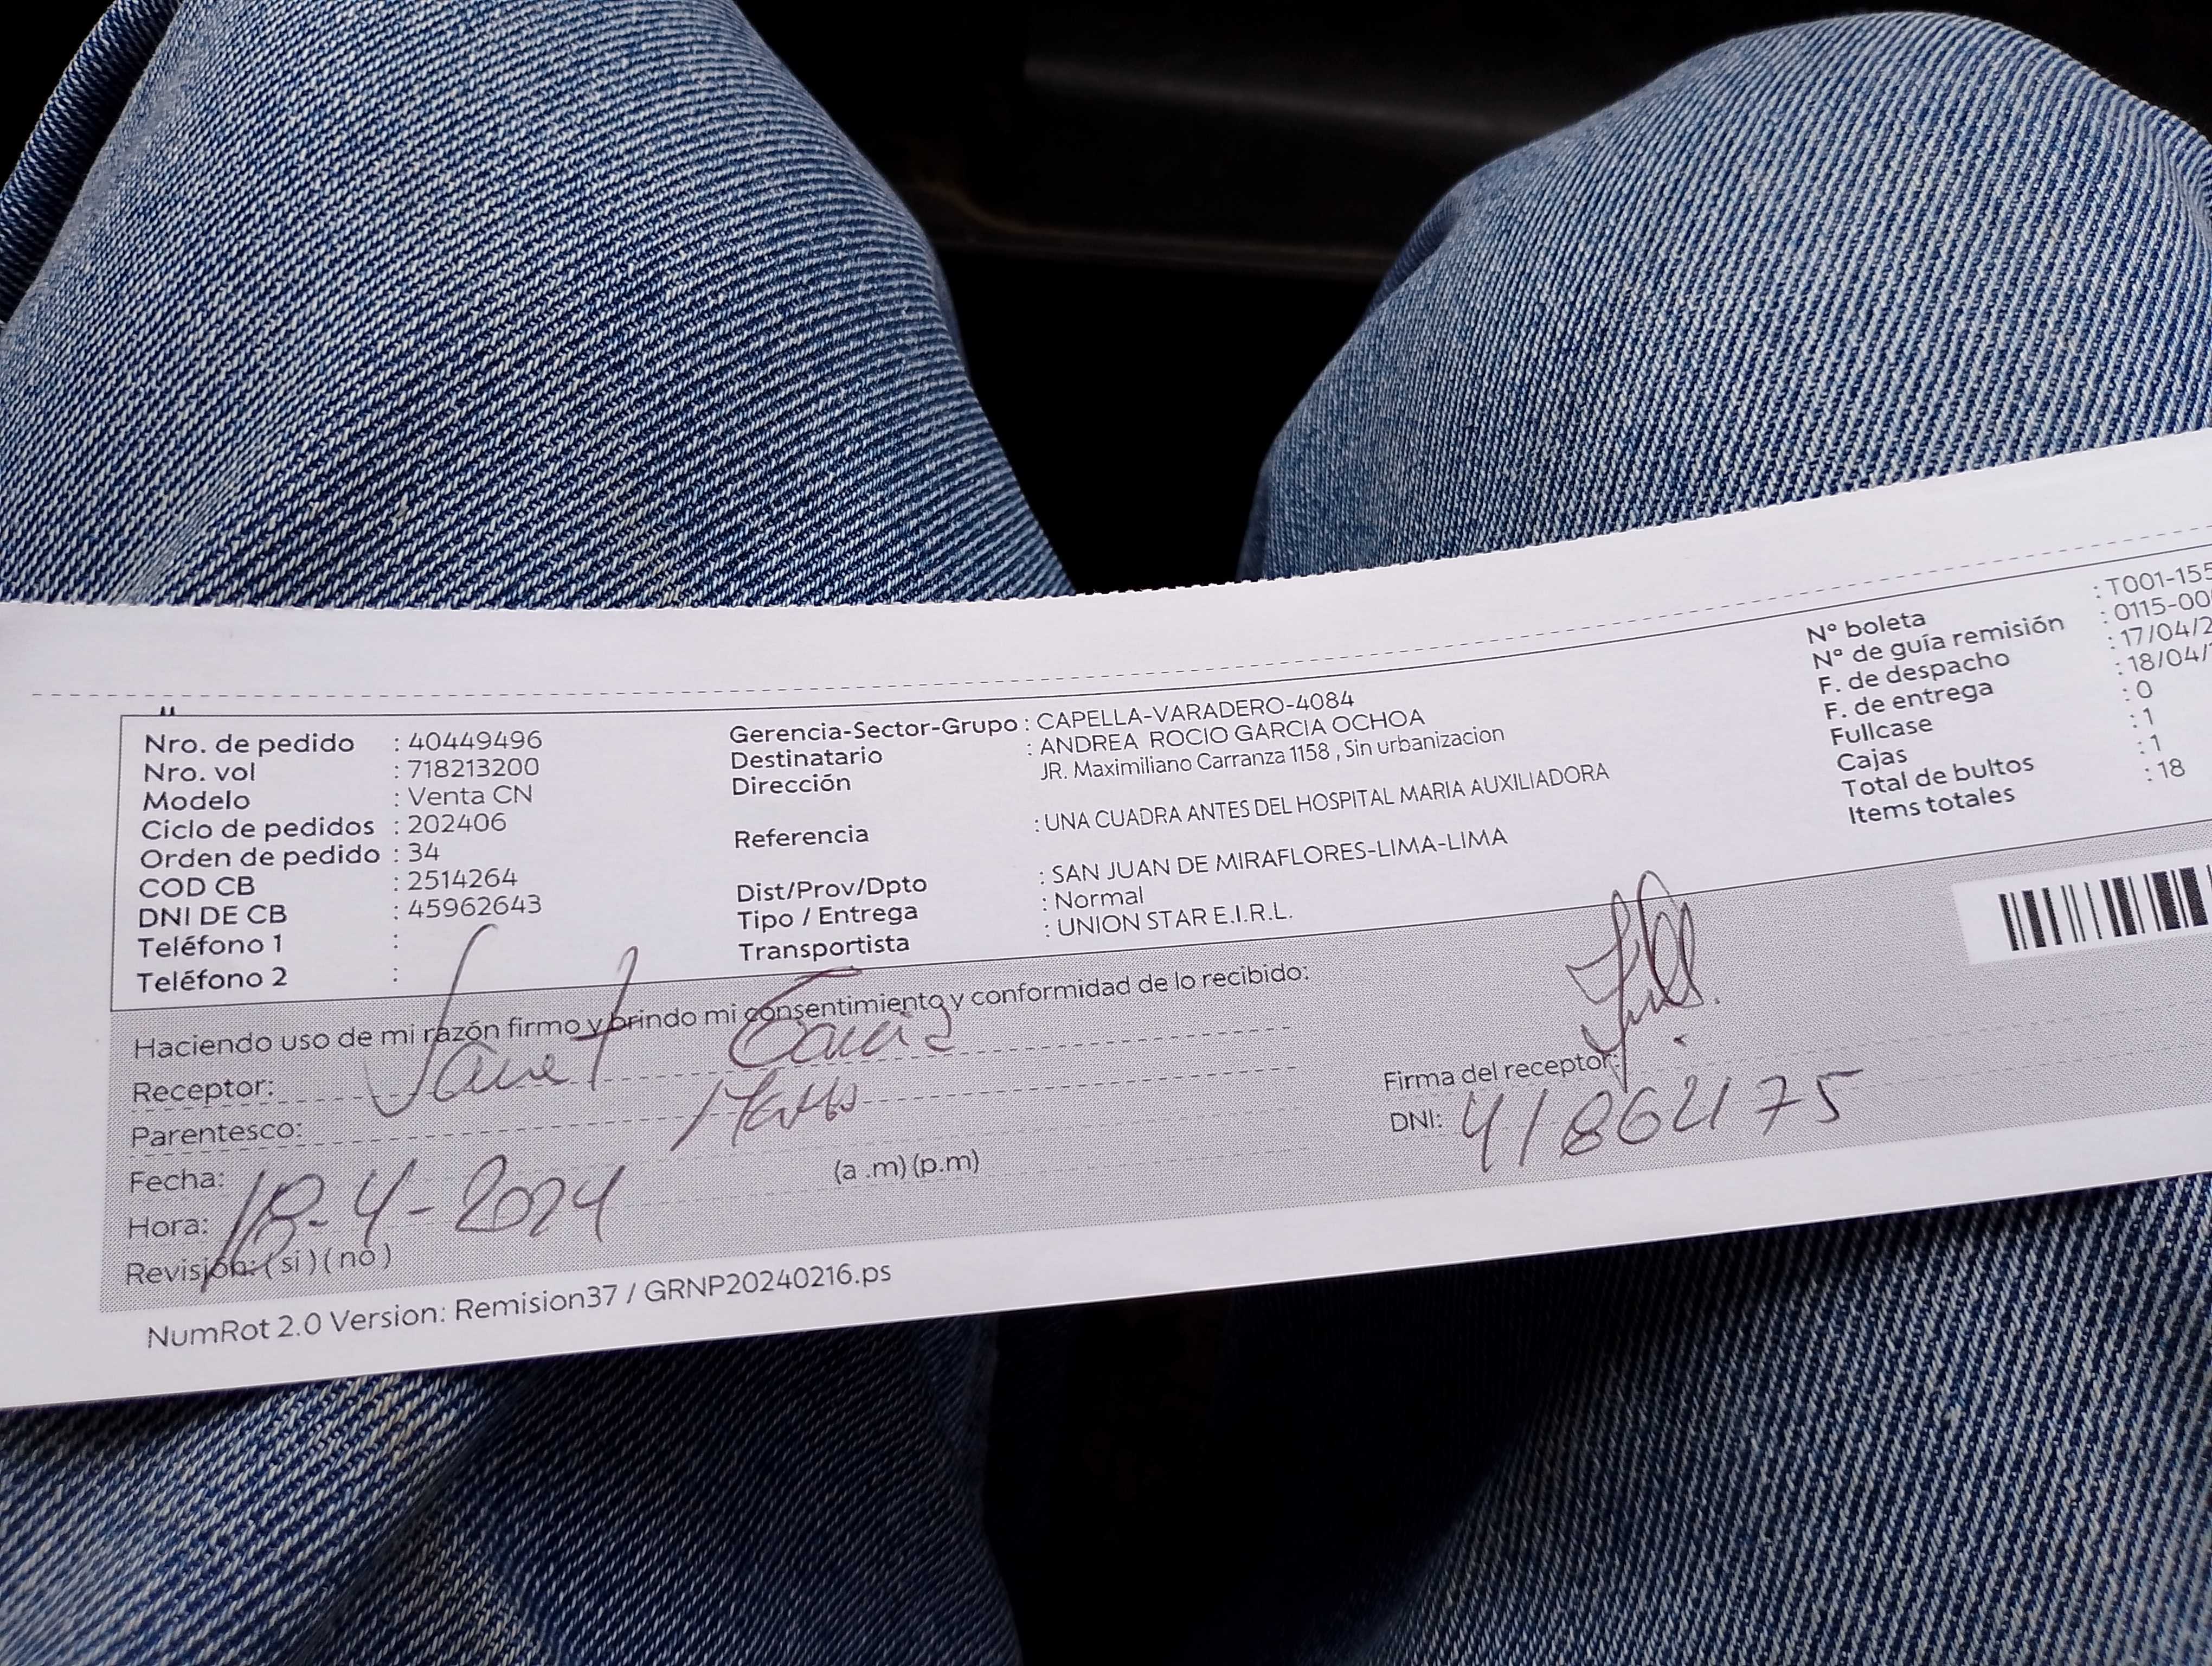 Nro. de pedido : 40449496
Nro. vol : 718213200
Modelo : Venta CN
Ciclo de pedidos : 202406
Orden de pedido : 34
COD CB : 2514264
DNI DE CB : 45962643
Teléfono 1 :
Teléfono 2 :
Gerencia-Sector-Grupo : CAPELLA-VARADERO-4084
Destinatario : ANDREA ROCIO GARCIA OCHOA
Dirección JR. Maximiliano Carranza 1158 , Sin urbanizacion
Referencia : UNA CUADRA ANTES DEL HOSPITAL MARIA AUXILIADORA
Dist/Prov/Dpto : SAN JUAN DE MIRAFLORES-LIMA-LIMA
Tipo / Entrega : Normal
Transportista : UNION STAR E.I.R.L.
N° boleta : T001-155
N° de guía remisión : 0115-00
F. de despacho : 17/04/2
F. de entrega : 18/04/
Fullcase : 0
Cajas : 1
Total de bultos : 1
Items totales : 18
Haciendo uso de mi razón firmo y brindo mi consentimiento y conformidad de lo recibido:
Receptor: Janet
Parentesco:
Fecha: 18-4-2024
Hora: (a .m) (p.m)
Revisión: ( si ) ( no )
Firma del receptor:
DNI: 41862175
NumRot 2.0 Version: Remision37 / GRNP20240216.ps